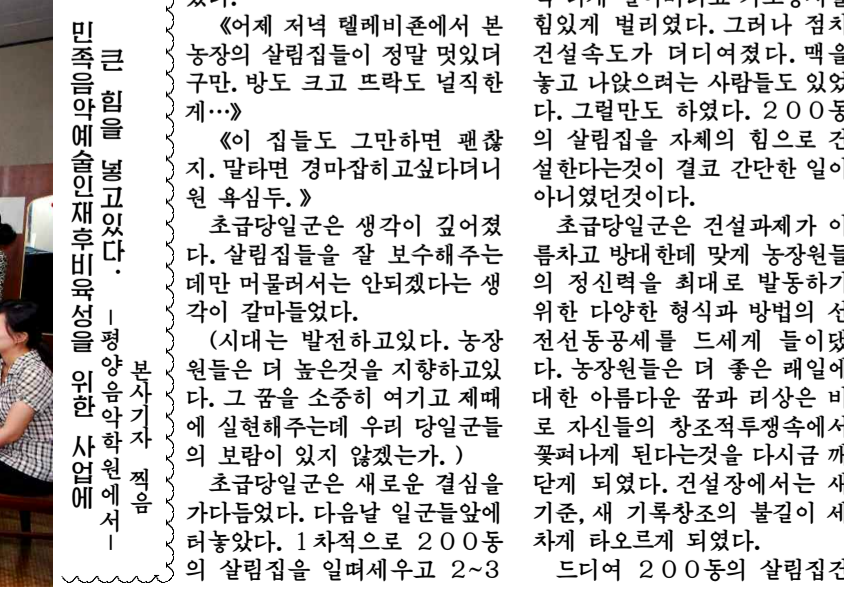 민족음악예술인재후비육성을 위한 사업에
큰 힘을 넣고있다.
―평양음악학원에서―
본사기자 찍음
《어제 저녁 텔레비죤에서 본
농장의 살림집들이 정말 멋있더
구만. 방도 크고 뜨락도 널직한
게…》
《이 집들도 그만하면 괜찮
지. 말타면 경마잡히고싶다더니
원 욕심두. 》
초급당일군은 생각이 깊어졌
다. 살림집들을 잘 보수해주는
데만 머물러서는 안되겠다는 생
각이 갈마들었다.
(시대는 발전하고있다. 농장
원들은 더 높은것을 지향하고있
다. 그 꿈을 소중히 여기고 제때
에 실현해주는데 우리 당일군들
의 보람이 있지 않겠는가. )
초급당일군은 새로운 결심을
가다듬었다. 다음날 일군들앞에
터놓았다. 1차적으로 200동
의 살림집을 일떠세우고 2~3
힘있게 벌리였다. 그러나 점차
건설속도가 더디여졌다. 맥을
놓고 나앉으려는 사람들도 있었
다. 그럴만도 하였다. 200동
의 살림집을 자체의 힘으로 건
설한다는것이 결코 간단한 일이
아니였던것이다.
초급당일군은 건설과제가 아
름차고 방대한데 맞게 농장원들
의 정신력을 최대로 발동하기
위한 다양한 형식과 방법의 선
전선동공세를 드세게 들이댔
다. 농장원들은 더 좋은 래일에
대한 아름다운 꿈과 리상은 바
로 자신들의 창조적투쟁속에서
꽃펴나게 된다는것을 다시금 깨
닫게 되였다. 건설장에서는 새
기준, 새 기록창조의 불길이 세
차게 타오르게 되였다.
드디여 200동의 살림집건